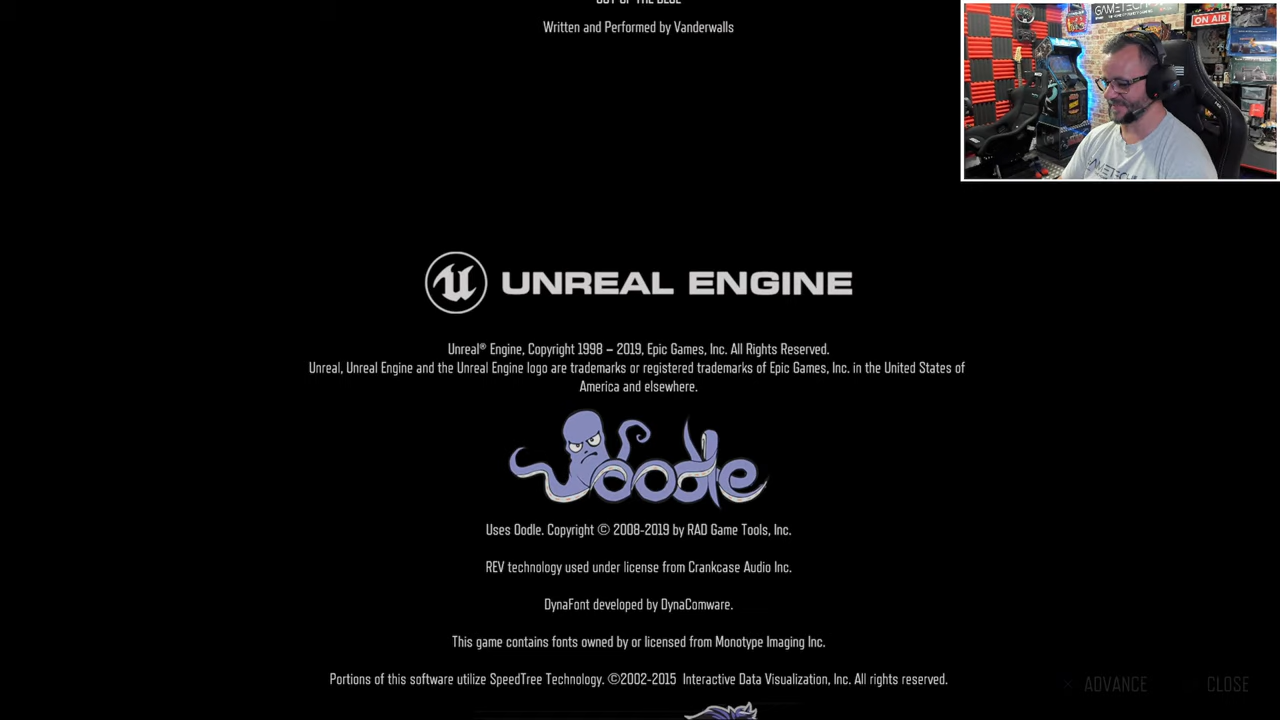 Written and Performed by Vanderwalls
GAMETECH
ON AIR
UNREAL ENGINE
Unreal® Engine, Copyright 1998 – 2019, Epic Games, Inc. All Rights Reserved.
Unreal, Unreal Engine and the Unreal Engine logo are trademarks or registered trademarks of Epic Games, Inc. in the United States of
America and elsewhere.
Oodle
Uses Oodle. Copyright © 2008-2019 by RAD Game Tools, Inc.
REV technology used under license from Crankcase Audio Inc.
DynaFont developed by DynaComware.
This game contains fonts owned by or licensed from Monotype Imaging Inc.
Portions of this software utilize SpeedTree Technology. ©2002-2015 Interactive Data Visualization, Inc. All rights reserved.
ADVANCE
CLOSE